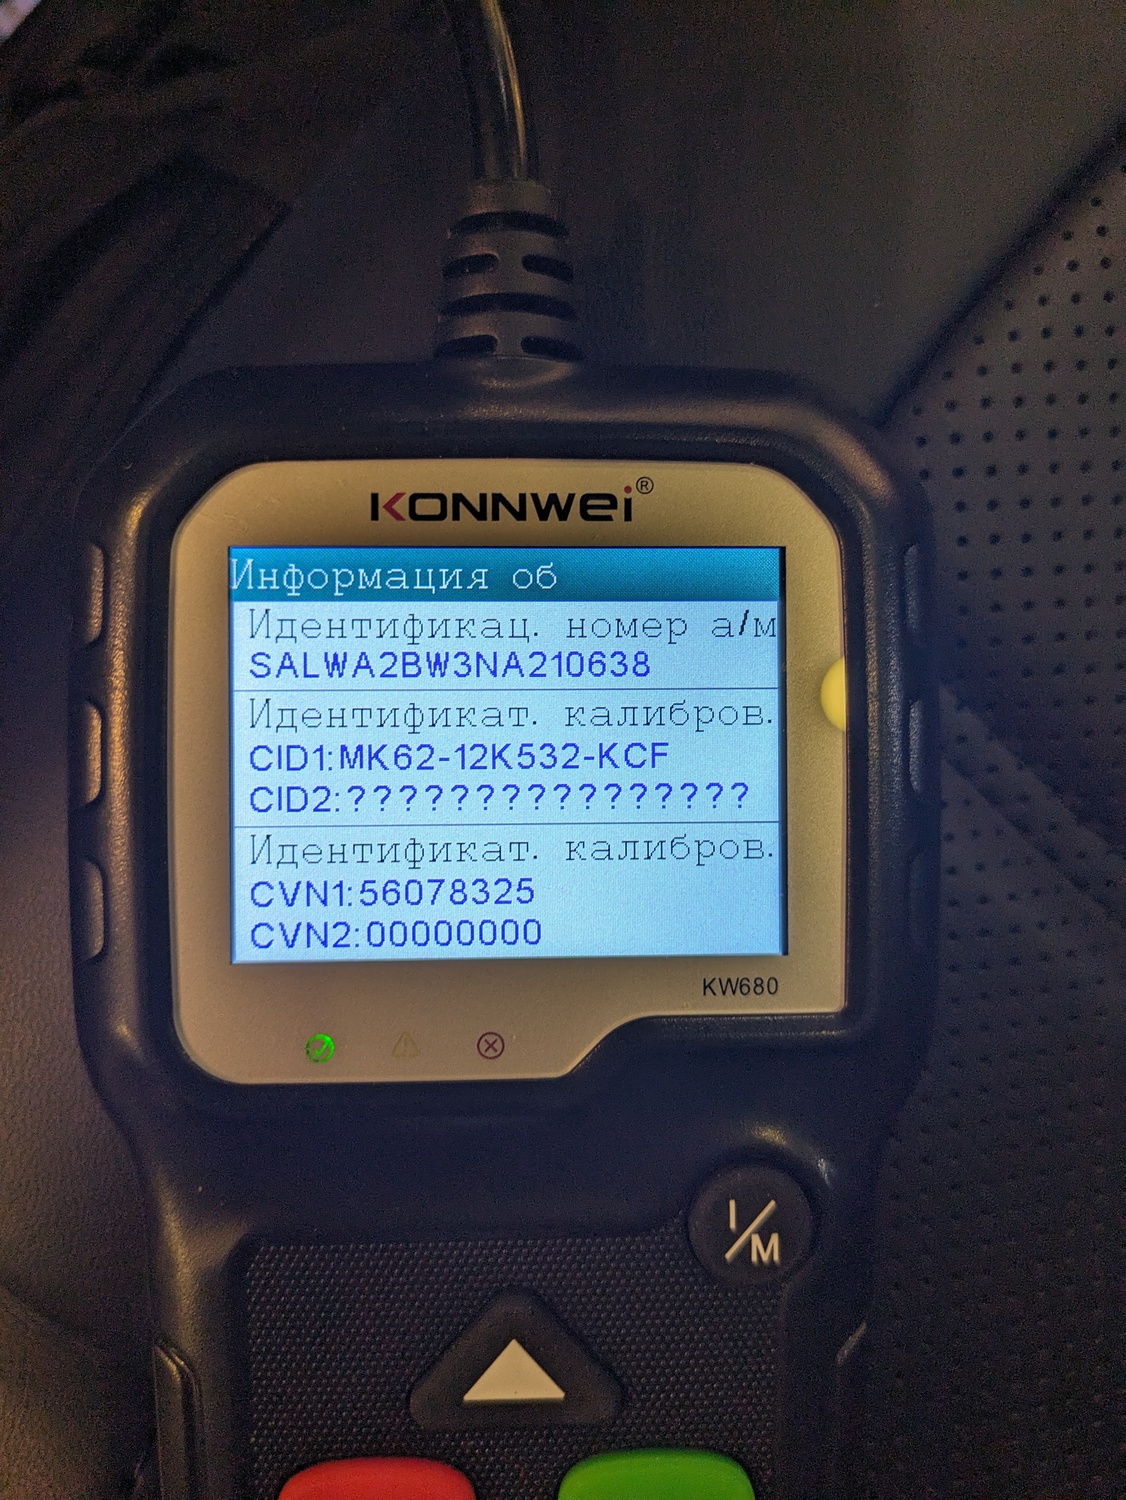 KONNWEI®
Информация об
Идентификац. номер а/м
SALWA2BW3NA210638
Идентификат. калибров.
CID1:MK62-12K532-KCF
CID2:????????????????
Идентификат. калибров.
CVN1:56078325
CVN2:00000000
KW680
I/M